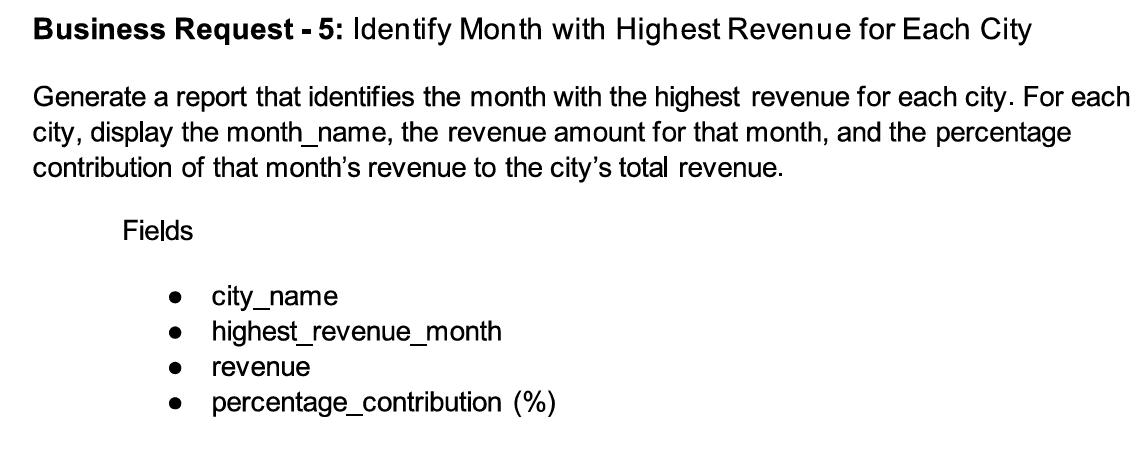 Business Request - 5: Identify Month with Highest Revenue for Each City
Generate a report that identifies the month with the highest revenue for each city. For each
city, display the month_name, the revenue amount for that month, and the percentage
contribution of that month’s revenue to the city’s total revenue.
Fields
● city_name
● highest_revenue_month
● revenue
● percentage_contribution (%)